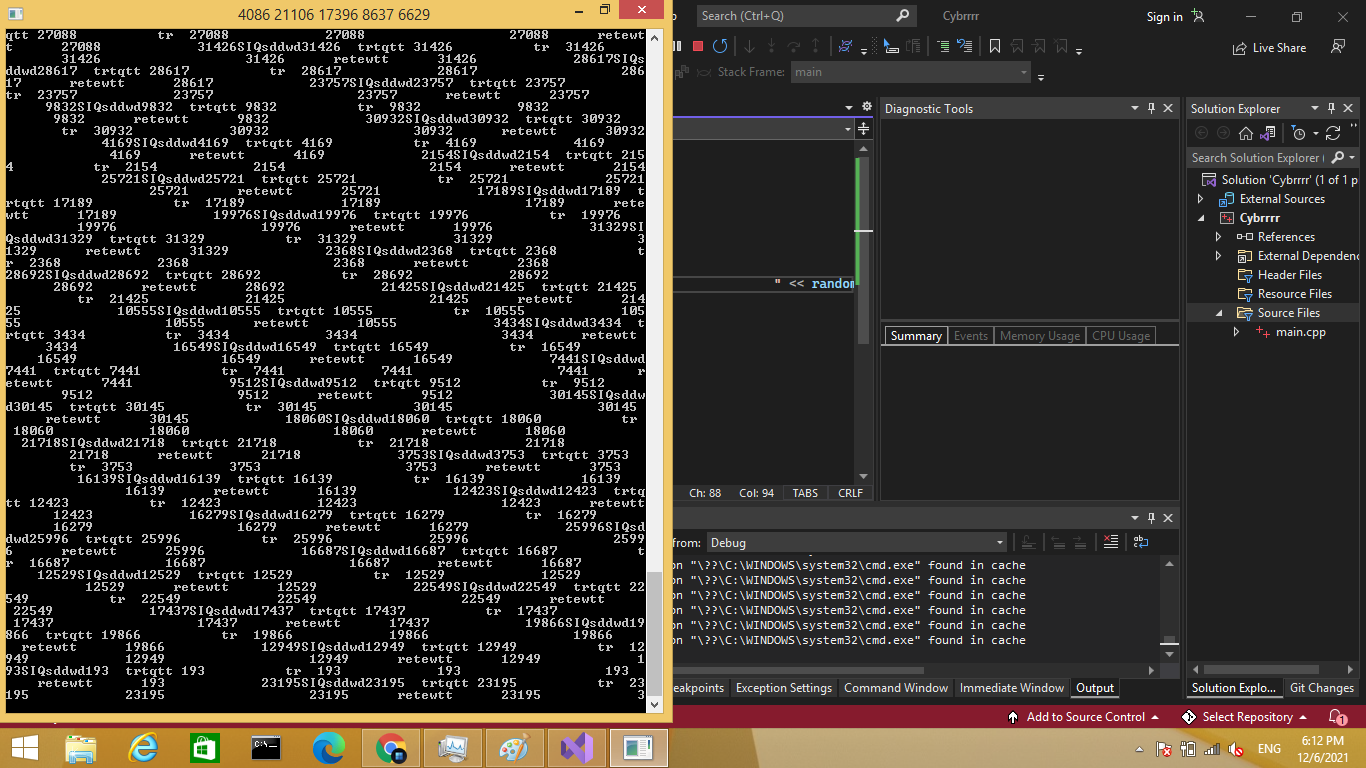 4086 21106 17396 8637 6629
qtt 27088 tr 27088 27088 27088 retewt
t 27088 31426SIQsddwd31426 trtqtt 31426 tr 31426
31426 31426 retewtt 31426 28617SIQs
ddwd28617 trtqtt 28617 tr 28617 28617 286
17 retewtt 28617 23757SIQsddwd23757 trtqtt 23757
tr 23757 23757 23757 retewtt 23757
9832SIQsddwd9832 trtqtt 9832 tr 9832 9832
9832 retewtt 9832 30932SIQsddwd30932 trtqtt 30932
tr 30932 30932 30932 retewtt 30932
4169SIQsddwd4169 trtqtt 4169 tr 4169 4169
4169 retewtt 4169 2154SIQsddwd2154 trtqtt 215
4 tr 2154 2154 2154 retewtt 2154
25721SIQsddwd25721 trtqtt 25721 tr 25721 25721
25721 retewtt 25721 17189SIQsddwd17189 t
rtqtt 17189 tr 17189 17189 17189 rete
wtt 17189 19976SIQsddwd19976 trtqtt 19976 tr 19976
19976 19976 retewtt 19976 31329SI
Qsddwd31329 trtqtt 31329 tr 31329 31329 3
1329 retewtt 31329 2368SIQsddwd2368 trtqtt 2368 t
r 2368 2368 2368 retewtt 2368
28692SIQsddwd28692 trtqtt 28692 tr 28692 28692
28692 retewtt 28692 21425SIQsddwd21425 trtqtt 21425
tr 21425 21425 21425 retewtt 214
25 10555SIQsddwd10555 trtqtt 10555 tr 10555 105
55 10555 retewtt 10555 3434SIQsddwd3434 t
rtqtt 3434 tr 3434 3434 3434 retewtt
3434 16549SIQsddwd16549 trtqtt 16549 tr 16549
16549 16549 retewtt 16549 7441SIQsddwd
7441 trtqtt 7441 tr 7441 7441 7441 r
etewtt 7441 9512SIQsddwd9512 trtqtt 9512 tr 9512
9512 9512 retewtt 9512 30145SIQsddw
d30145 trtqtt 30145 tr 30145 30145 30145
retewtt 30145 18060SIQsddwd18060 trtqtt 18060 tr
18060 18060 18060 retewtt 18060
21718SIQsddwd21718 trtqtt 21718 tr 21718 21718
21718 retewtt 21718 3753SIQsddwd3753 trtqtt 3753
tr 3753 3753 3753 retewtt 3753
16139SIQsddwd16139 trtqtt 16139 tr 16139 16139
16139 retewtt 16139 12423SIQsddwd12423 trtq
tt 12423 tr 12423 12423 12423 retewtt
12423 16279SIQsddwd16279 trtqtt 16279 tr 16279
16279 16279 retewtt 16279 25996SIQsd
dwd25996 trtqtt 25996 tr 25996 25996 2599
6 retewtt 25996 16687SIQsddwd16687 trtqtt 16687 t
r 16687 16687 16687 retewtt 16687
12529SIQsddwd12529 trtqtt 12529 tr 12529 12529
12529 retewtt 12529 22549SIQsddwd22549 trtqtt 22
549 tr 22549 22549 22549 retewtt
22549 17437SIQsddwd17437 trtqtt 17437 tr 17437
17437 17437 retewtt 17437 19866SIQsddwd19
866 trtqtt 19866 tr 19866 19866 19866
retewtt 19866 12949SIQsddwd12949 trtqtt 12949 tr 12
949 12949 12949 retewtt 12949 1
93SIQsddwd193 trtqtt 193 tr 193 193 193
retewtt 193 23195SIQsddwd23195 trtqtt 23195 tr 23
195 23195 23195 retewtt 23195 3
Search (Ctrl+Q) Cybrrrr Sign in
Live Share
Stack Frame: main
" << random
Ch: 88 Col: 94 TABS CRLF
Diagnostic Tools
Summary Events Memory Usage CPU Usage
Solution Explorer
Search Solution Explorer (
Solution 'Cybrrrr' (1 of 1 p
External Sources
Cybrrrr
References
External Dependenc
Header Files
Resource Files
Source Files
main.cpp
from: Debug
on "\??\C:\WINDOWS\system32\cmd.exe" found in cache
on "\??\C:\WINDOWS\system32\cmd.exe" found in cache
on "\??\C:\WINDOWS\system32\cmd.exe" found in cache
on "\??\C:\WINDOWS\system32\cmd.exe" found in cache
on "\??\C:\WINDOWS\system32\cmd.exe" found in cache
on "\??\C:\WINDOWS\system32\cmd.exe" found in cache
eakpoints Exception Settings Command Window Immediate Window Output
Solution Explo... Git Changes
Add to Source Control Select Repository 1
ENG
6:12 PM
12/6/2021